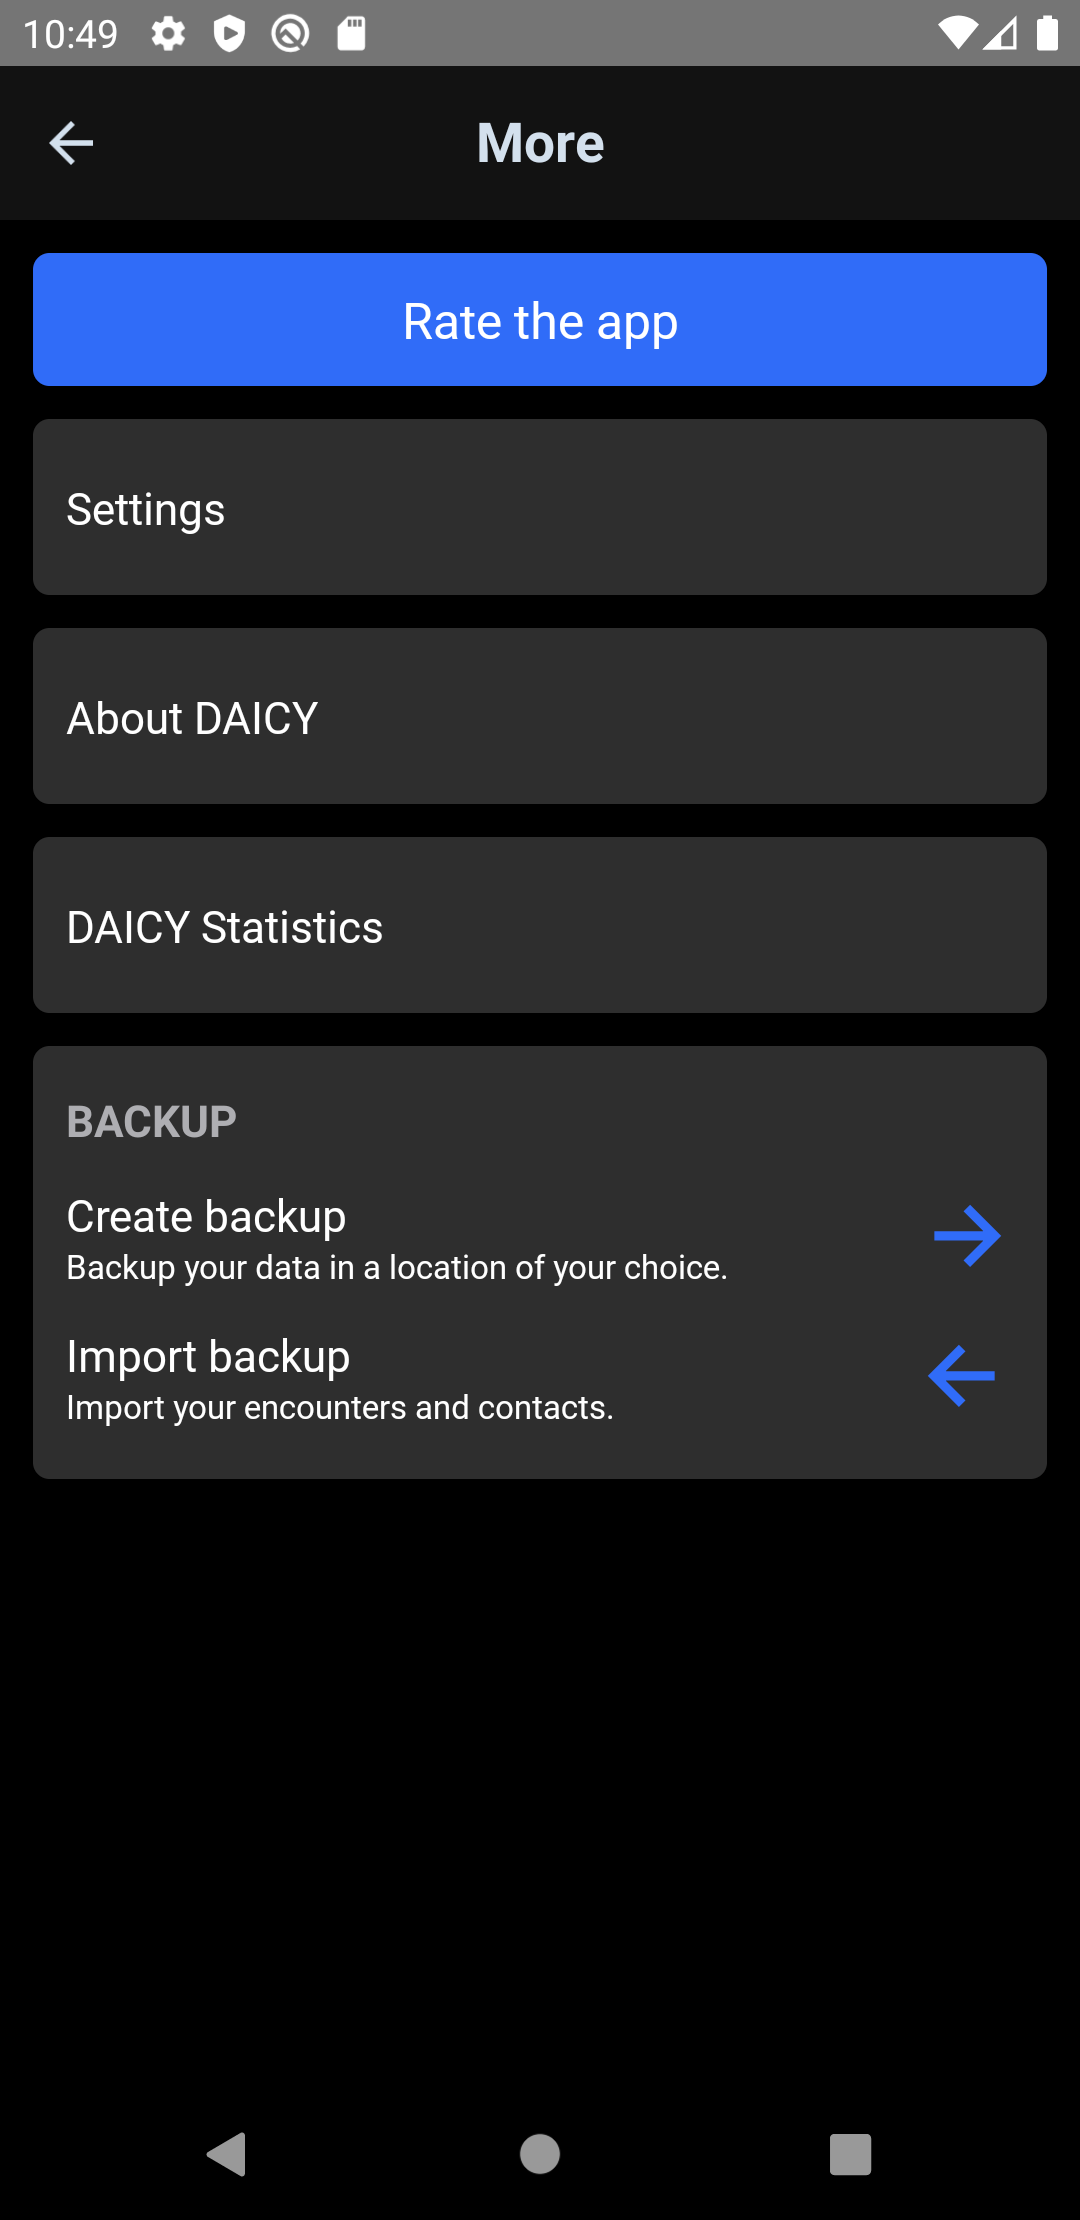 10:49
More
Rate the app
Settings
About DAICY
DAICY Statistics
BACKUP
Create backup
Backup your data in a location of your choice.
Import backup
Import your encounters and contacts.